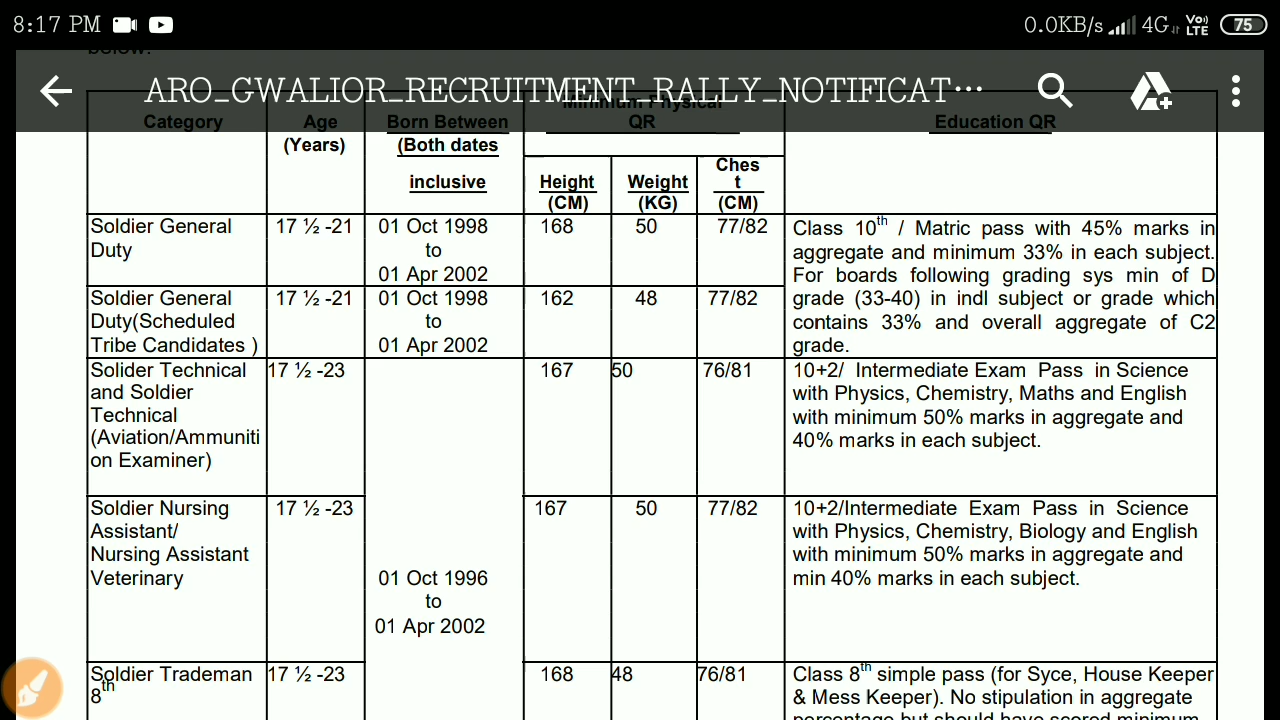 8:17 PM 0.0KB/s 4G Vo) LTE 75
below:
ARO_GWALIOR_RECRUITMENT_RALLY_NOTIFICAT...
Minimum Physical
Category Age Born Between QR Education QR
(Years) (Both dates
inclusive
Ches
Height Weight t
(CM) (KG) (CM)
Soldier General 17 ½ -21 01 Oct 1998 168 50 77/82 Class 10th / Matric pass with 45% marks in
Duty to aggregate and minimum 33% in each subject.
01 Apr 2002 For boards following grading sys min of D
Soldier General 17 ½ -21 01 Oct 1998 162 48 77/82 grade (33-40) in indl subject or grade which
Duty(Scheduled to contains 33% and overall aggregate of C2
Tribe Candidates ) 01 Apr 2002 grade.
Solider Technical 17 ½ -23 167 50 76/81 10+2/ Intermediate Exam Pass in Science
and Soldier with Physics, Chemistry, Maths and English
Technical with minimum 50% marks in aggregate and
(Aviation/Ammuniti 40% marks in each subject.
on Examiner)
Soldier Nursing 17 ½ -23 167 50 77/82 10+2/Intermediate Exam Pass in Science
Assistant/ with Physics, Chemistry, Biology and English
Nursing Assistant with minimum 50% marks in aggregate and
Veterinary 01 Oct 1996 min 40% marks in each subject.
to
01 Apr 2002
Soldier Trademan 17 ½ -23 168 48 76/81 Class 8th simple pass (for Syce, House Keeper
8th & Mess Keeper). No stipulation in aggregate
percentage but should have scored minimum